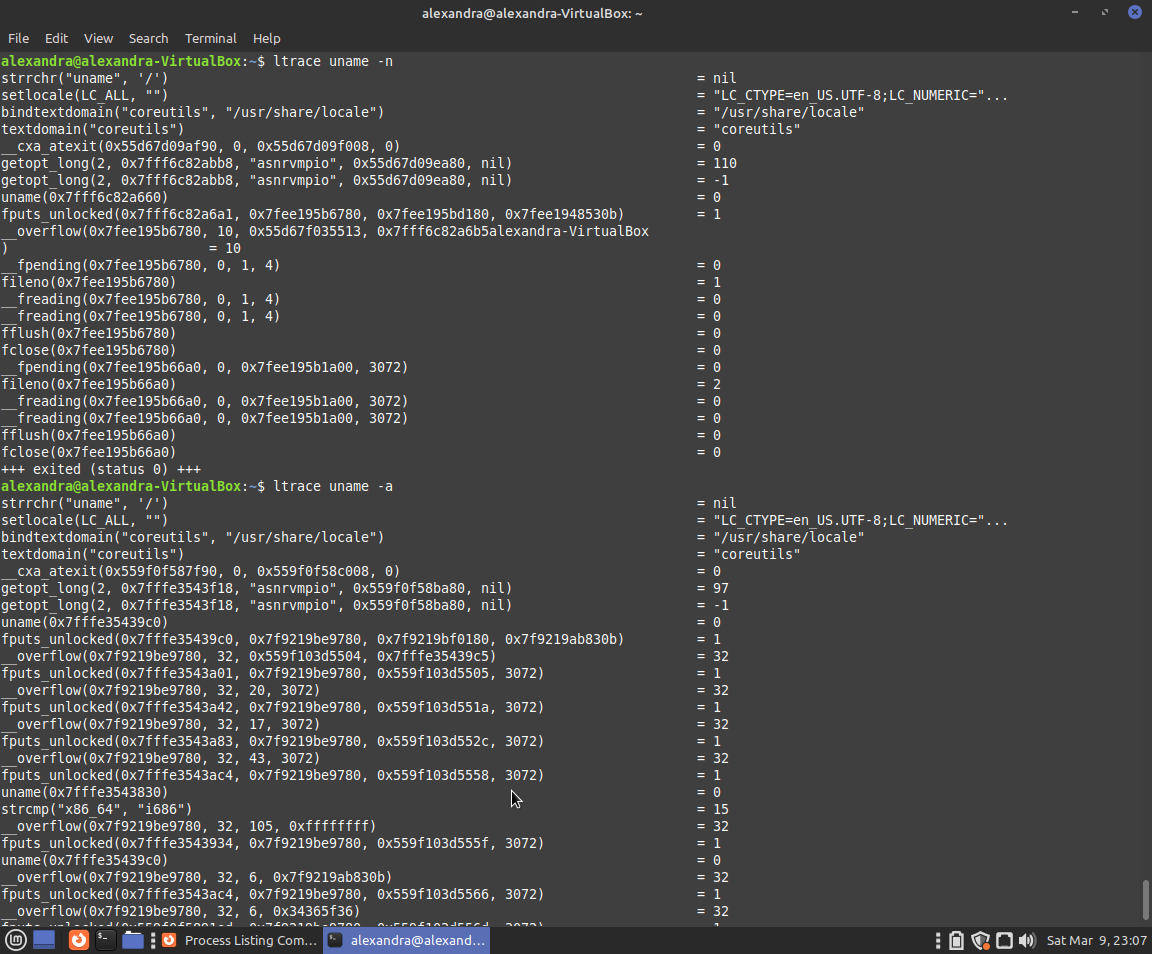 alexandra@alexandra-VirtualBox: ~
File Edit View Search Terminal Help
alexandra@alexandra-VirtualBox:~$ ltrace uname -n
strrchr("uname", '/') = nil
setlocale(LC_ALL, "") = "LC_CTYPE=en_US.UTF-8;LC_NUMERIC="...
bindtextdomain("coreutils", "/usr/share/locale") = "/usr/share/locale"
textdomain("coreutils") = "coreutils"
__cxa_atexit(0x55d67d09af90, 0, 0x55d67d09f008, 0) = 0
getopt_long(2, 0x7fff6c82abb8, "asnrvmpio", 0x55d67d09ea80, nil) = 110
getopt_long(2, 0x7fff6c82abb8, "asnrvmpio", 0x55d67d09ea80, nil) = -1
uname(0x7fff6c82a660) = 0
fputs_unlocked(0x7fff6c82a6a1, 0x7fee195b6780, 0x7fee195bd180, 0x7fee1948530b) = 1
__overflow(0x7fee195b6780, 10, 0x55d67f035513, 0x7fff6c82a6b5alexandra-VirtualBox
) = 10
__fpending(0x7fee195b6780, 0, 1, 4) = 0
fileno(0x7fee195b6780) = 1
__freading(0x7fee195b6780, 0, 1, 4) = 0
__freading(0x7fee195b6780, 0, 1, 4) = 0
fflush(0x7fee195b6780) = 0
fclose(0x7fee195b6780) = 0
__fpending(0x7fee195b66a0, 0, 0x7fee195b1a00, 3072) = 0
fileno(0x7fee195b66a0) = 2
__freading(0x7fee195b66a0, 0, 0x7fee195b1a00, 3072) = 0
__freading(0x7fee195b66a0, 0, 0x7fee195b1a00, 3072) = 0
fflush(0x7fee195b66a0) = 0
fclose(0x7fee195b66a0) = 0
+++ exited (status 0) +++
alexandra@alexandra-VirtualBox:~$ ltrace uname -a
strrchr("uname", '/') = nil
setlocale(LC_ALL, "") = "LC_CTYPE=en_US.UTF-8;LC_NUMERIC="...
bindtextdomain("coreutils", "/usr/share/locale") = "/usr/share/locale"
textdomain("coreutils") = "coreutils"
__cxa_atexit(0x559f0f587f90, 0, 0x559f0f58c008, 0) = 0
getopt_long(2, 0x7fffe3543f18, "asnrvmpio", 0x559f0f58ba80, nil) = 97
getopt_long(2, 0x7fffe3543f18, "asnrvmpio", 0x559f0f58ba80, nil) = -1
uname(0x7fffe35439c0) = 0
fputs_unlocked(0x7fffe35439c0, 0x7f9219be9780, 0x7f9219bf0180, 0x7f9219ab830b) = 1
__overflow(0x7f9219be9780, 32, 0x559f103d5504, 0x7fffe35439c5) = 32
fputs_unlocked(0x7fffe3543a01, 0x7f9219be9780, 0x559f103d5505, 3072) = 1
__overflow(0x7f9219be9780, 32, 20, 3072) = 32
fputs_unlocked(0x7fffe3543a42, 0x7f9219be9780, 0x559f103d551a, 3072) = 1
__overflow(0x7f9219be9780, 32, 17, 3072) = 32
fputs_unlocked(0x7fffe3543a83, 0x7f9219be9780, 0x559f103d552c, 3072) = 1
__overflow(0x7f9219be9780, 32, 43, 3072) = 32
fputs_unlocked(0x7fffe3543ac4, 0x7f9219be9780, 0x559f103d5558, 3072) = 1
uname(0x7fffe3543830) = 0
strcmp("x86_64", "i686") = 15
__overflow(0x7f9219be9780, 32, 105, 0xffffffff) = 32
fputs_unlocked(0x7fffe3543934, 0x7f9219be9780, 0x559f103d555f, 3072) = 1
uname(0x7fffe35439c0) = 0
__overflow(0x7f9219be9780, 32, 6, 0x7f9219ab830b) = 32
fputs_unlocked(0x7fffe3543ac4, 0x7f9219be9780, 0x559f103d5566, 3072) = 1
__overflow(0x7f9219be9780, 32, 6, 0x34365f36) = 32
Process Listing Com... alexandra@alexand... Sat Mar 9, 23:07